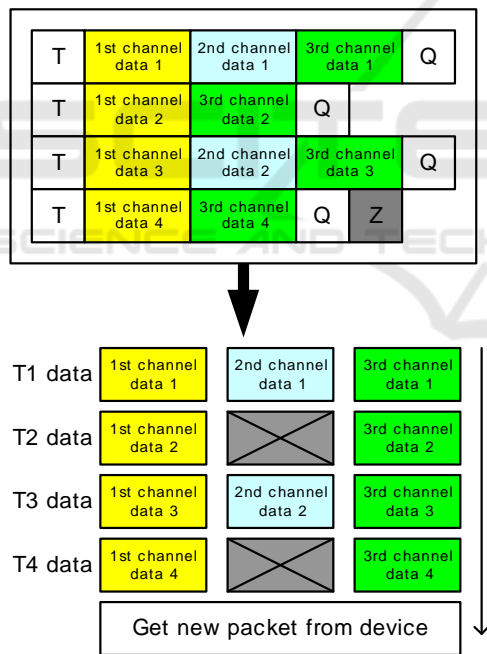 T 1st channel 2nd channel 3rd channel Q
data 1 data 1 data 1
T 1st channel 3rd channel Q
data 2 data 2
T 1st channel 2nd channel 3rd channel Q
data 3 data 2 data 3
T 1st channel 3rd channel Q Z
data 4 data 4
SCIENCE AND TECH
T1 data 1st channel 2nd channel 3rd channel
data 1 data 1 data 1
T2 data 1st channel 3rd channel
data 2 data 2
T3 data 1st channel 2nd channel 3rd channel
data 3 data 2 data 3
T4 data 1st channel 3rd channel
data 4 data 4
Get new packet from device